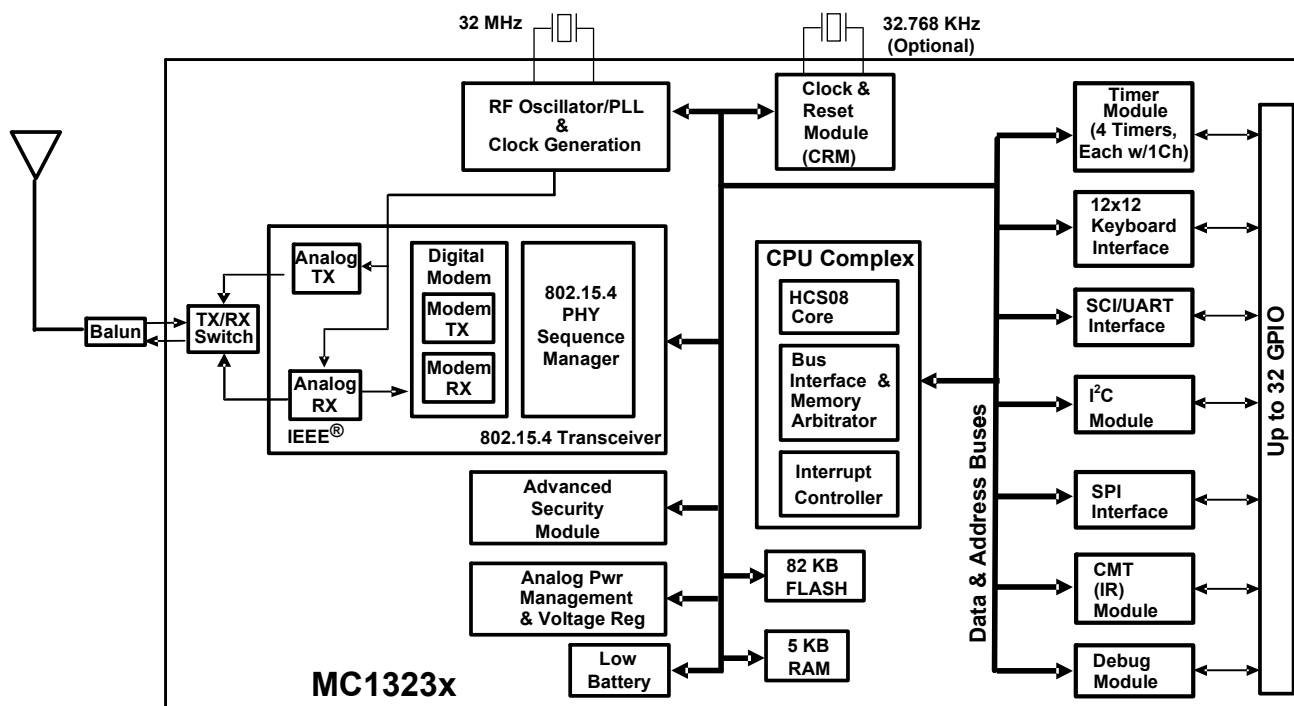 32 MHz
32.768 KHz
(Optional)
RF Oscillator/PLL
&
Clock Generation
Clock &
Reset
Module
(CRM)
Timer
Module
(4 Timers,
Each w/1Ch)
12x12
Keyboard
Interface
SCI/UART
Interface
I²C
Module
SPI
Interface
CMT
(IR)
Module
Debug
Module
Up to 32 GPIO
Data & Address Buses
CPU Complex
HCS08
Core
Bus
Interface &
Memory
Arbitrator
Interrupt
Controller
Balun
TX/RX
Switch
Analog
TX
Analog
RX
Digital
Modem
Modem
TX
Modem
RX
802.15.4
PHY
Sequence
Manager
IEEE®
802.15.4 Transceiver
Advanced
Security
Module
Analog Pwr
Management
& Voltage Reg
Low
Battery
82 KB
FLASH
5 KB
RAM
MC1323x